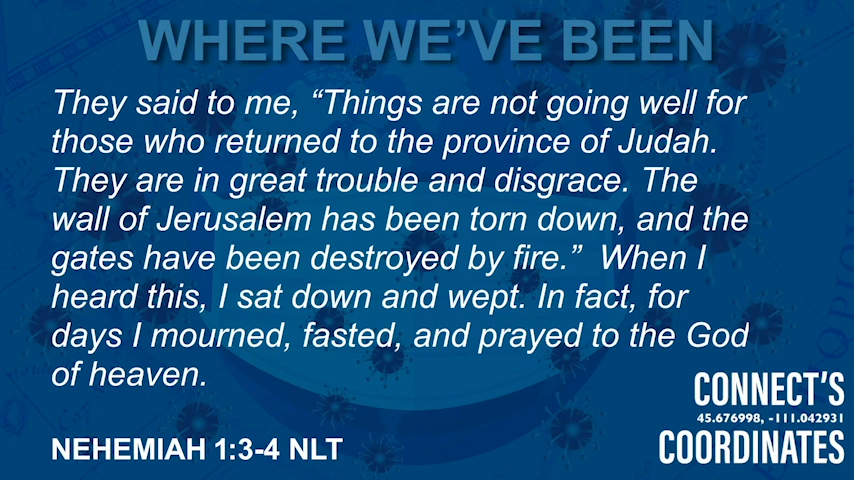 WHERE WE’VE BEEN
They said to me, “Things are not going well for
those who returned to the province of Judah.
They are in great trouble and disgrace. The
wall of Jerusalem has been torn down, and the
gates have been destroyed by fire.”  When I
heard this, I sat down and wept. In fact, for
days I mourned, fasted, and prayed to the God
of heaven.
NEHEMIAH 1:3-4 NLT
CONNECT’S
45.676998, -111.042931
COORDINATES